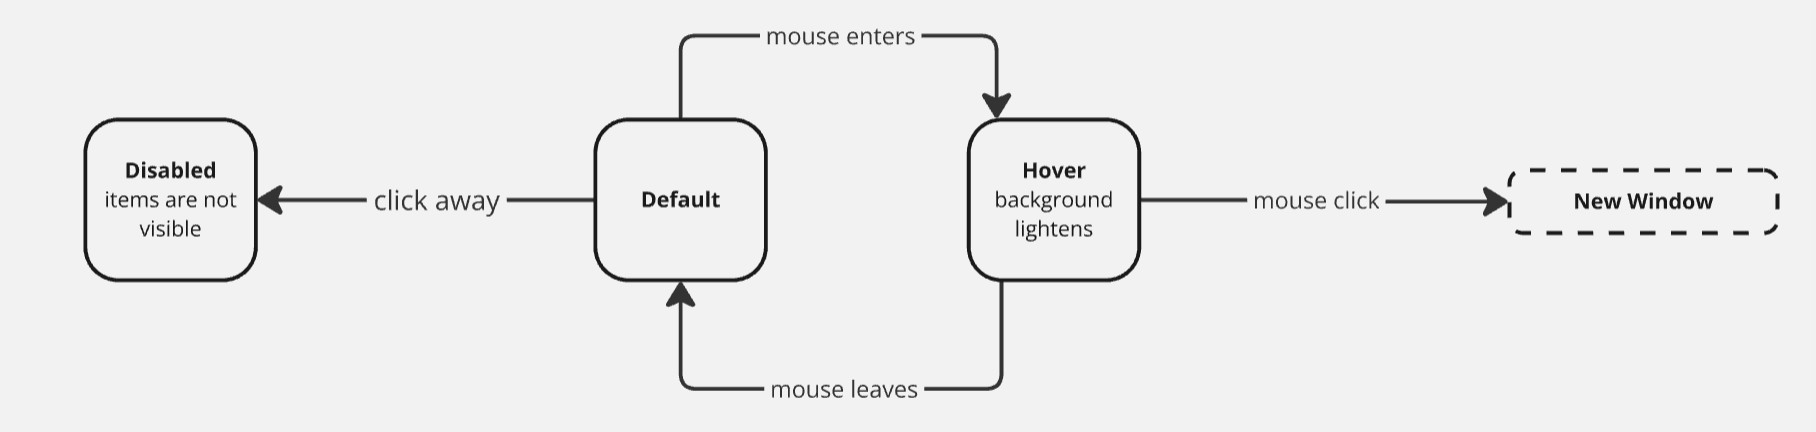 mouse enters
Disabled
items are not
visible
click away
Default
Hover
background
lightens
mouse click
New Window
mouse leaves